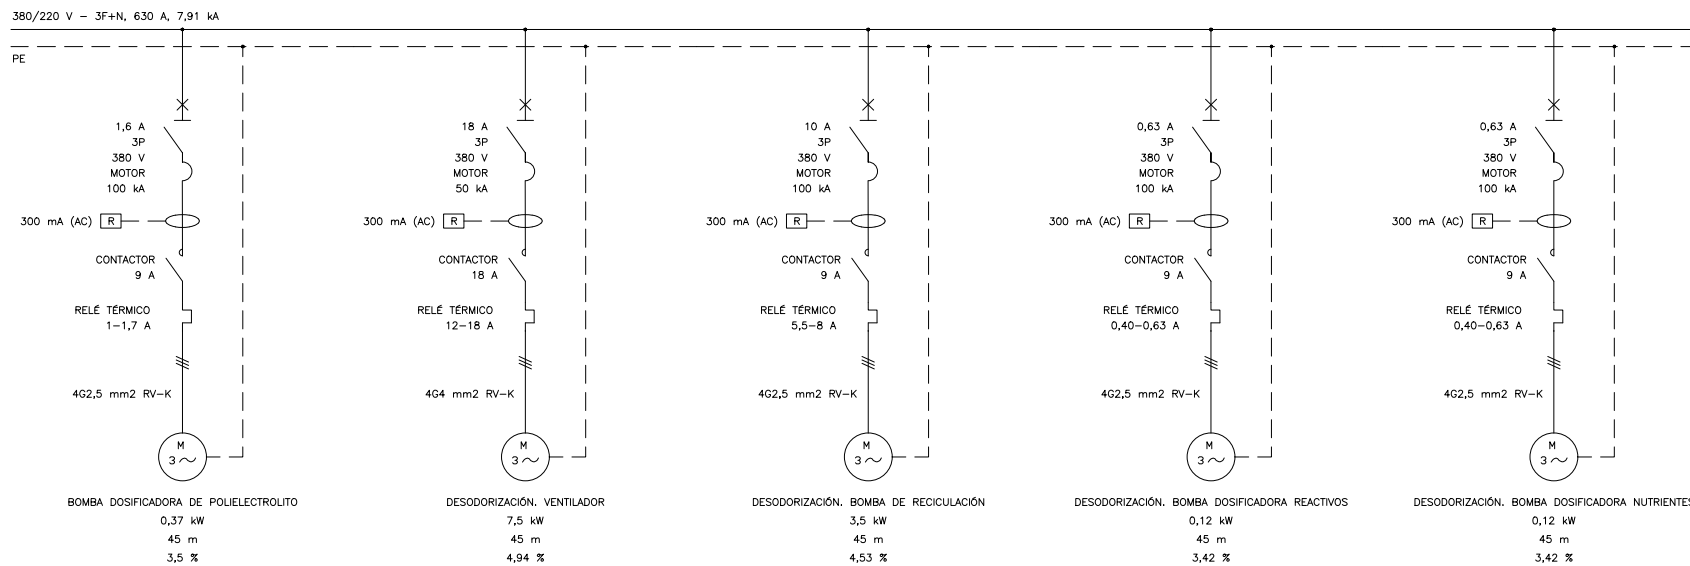 380/220 V – 3F+N, 630 A, 7,91 kA
PE
1,6 A
3P
380 V
MOTOR
100 kA
300 mA (AC) R
CONTACTOR
9 A
RELÉ TÉRMICO
1–1,7 A
4G2,5 mm2 RV–K
M
3
BOMBA DOSIFICADORA DE POLIELECTROLITO
0,37 kW
45 m
3,5 %
18 A
3P
380 V
MOTOR
50 kA
300 mA (AC) R
CONTACTOR
18 A
RELÉ TÉRMICO
12–18 A
4G4 mm2 RV–K
M
3
DESODORIZACIÓN. VENTILADOR
7,5 kW
45 m
4,94 %
10 A
3P
380 V
MOTOR
100 kA
300 mA (AC) R
CONTACTOR
9 A
RELÉ TÉRMICO
5,5–8 A
4G2,5 mm2 RV–K
M
3
DESODORIZACIÓN. BOMBA DE RECICULACIÓN
3,5 kW
45 m
4,53 %
0,63 A
3P
380 V
MOTOR
100 kA
300 mA (AC) R
CONTACTOR
9 A
RELÉ TÉRMICO
0,40–0,63 A
4G2,5 mm2 RV–K
M
3
DESODORIZACIÓN. BOMBA DOSIFICADORA REACTIVOS
0,12 kW
45 m
3,42 %
0,63 A
3P
380 V
MOTOR
100 kA
300 mA (AC) R
CONTACTOR
9 A
RELÉ TÉRMICO
0,40–0,63 A
4G2,5 mm2 RV–K
M
3
DESODORIZACIÓN. BOMBA DOSIFICADORA NUTRIENTES
0,12 kW
45 m
3,42 %